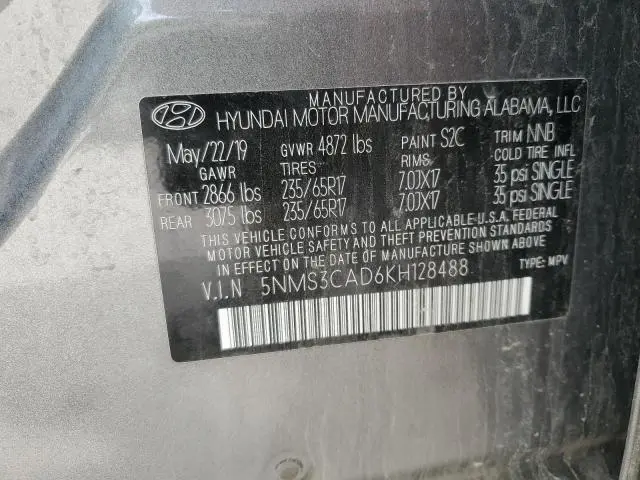 MANUFACTURED BY
HYUNDAI MOTOR MANUFACTURING ALABAMA, LLC
May/22/19 GVWR 4872 lbs PAINT S2C TRIM NNB
GAWR TIRES RIMS COLD TIRE INFL
FRONT 2866 lbs 235/65R17 7.0JX17 35 psi SINGLE
REAR 3075 lbs 235/65R17 7.0JX17 35 psi SINGLE
THIS VEHICLE CONFORMS TO ALL APPLICABLE-U.S.A. FEDERAL
MOTOR VEHICLE SAFETY AND THEFT PREVENTION STANDARDS
IN EFFECT ON THE DATE OF MANUFACTURE SHOWN ABOVE.
V.I.N 5NMS3CAD6KH128488 TYPE: MPV